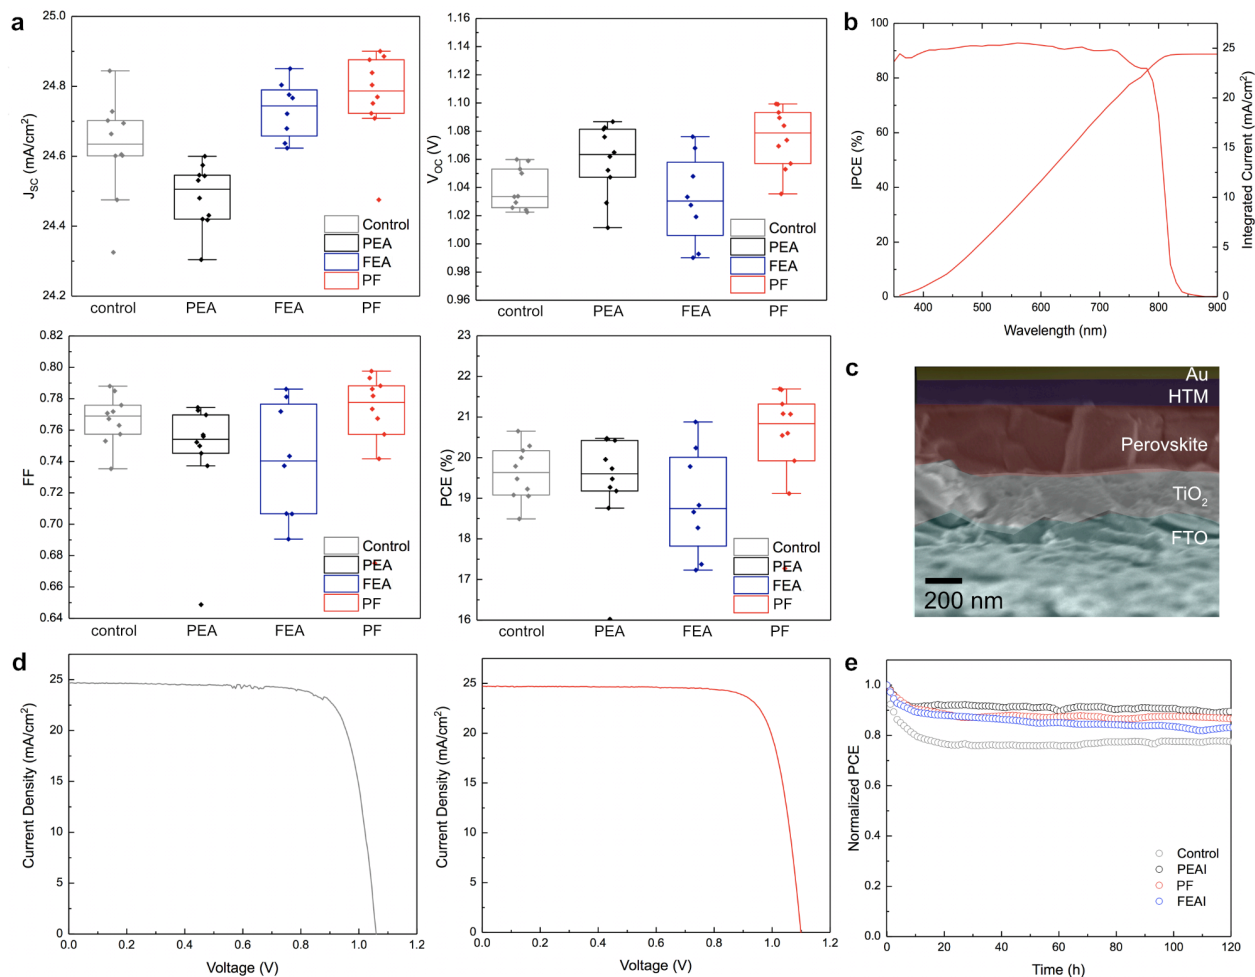 a
25.0
24.8
24.6
24.4
24.2
J_SC (mA/cm²)
Control
PEA
FEA
PF
control
PEA
FEA
PF
1.16
1.14
1.12
1.10
1.08
1.06
1.04
1.02
1.00
0.98
0.96
V_OC (V)
Control
PEA
FEA
PF
control
PEA
FEA
PF
b
100
80
60
40
20
0
IPCE (%)
25
20
15
10
5
0
Integrated Current (mA/cm²)
400
500
600
700
800
900
Wavelength (nm)
0.82
0.80
0.78
0.76
0.74
0.72
0.70
0.68
0.66
0.64
FF
Control
PEA
FEA
PF
control
PEA
FEA
PF
23
22
21
20
19
18
17
16
PCE (%)
Control
PEA
FEA
PF
control
PEA
FEA
PF
c
Au
HTM
Perovskite
TiO₂
FTO
200 nm
d
25
20
15
10
5
0
Current Density (mA/cm²)
0.0
0.2
0.4
0.6
0.8
1.0
1.2
Voltage (V)
25
20
15
10
5
0
Current Density (mA/cm²)
0.0
0.2
0.4
0.6
0.8
1.0
1.2
Voltage (V)
e
1.0
0.8
0.6
0.4
0.2
0.0
Normalized PCE
Control
PEAI
PF
FEAI
0
20
40
60
80
100
120
Time (h)